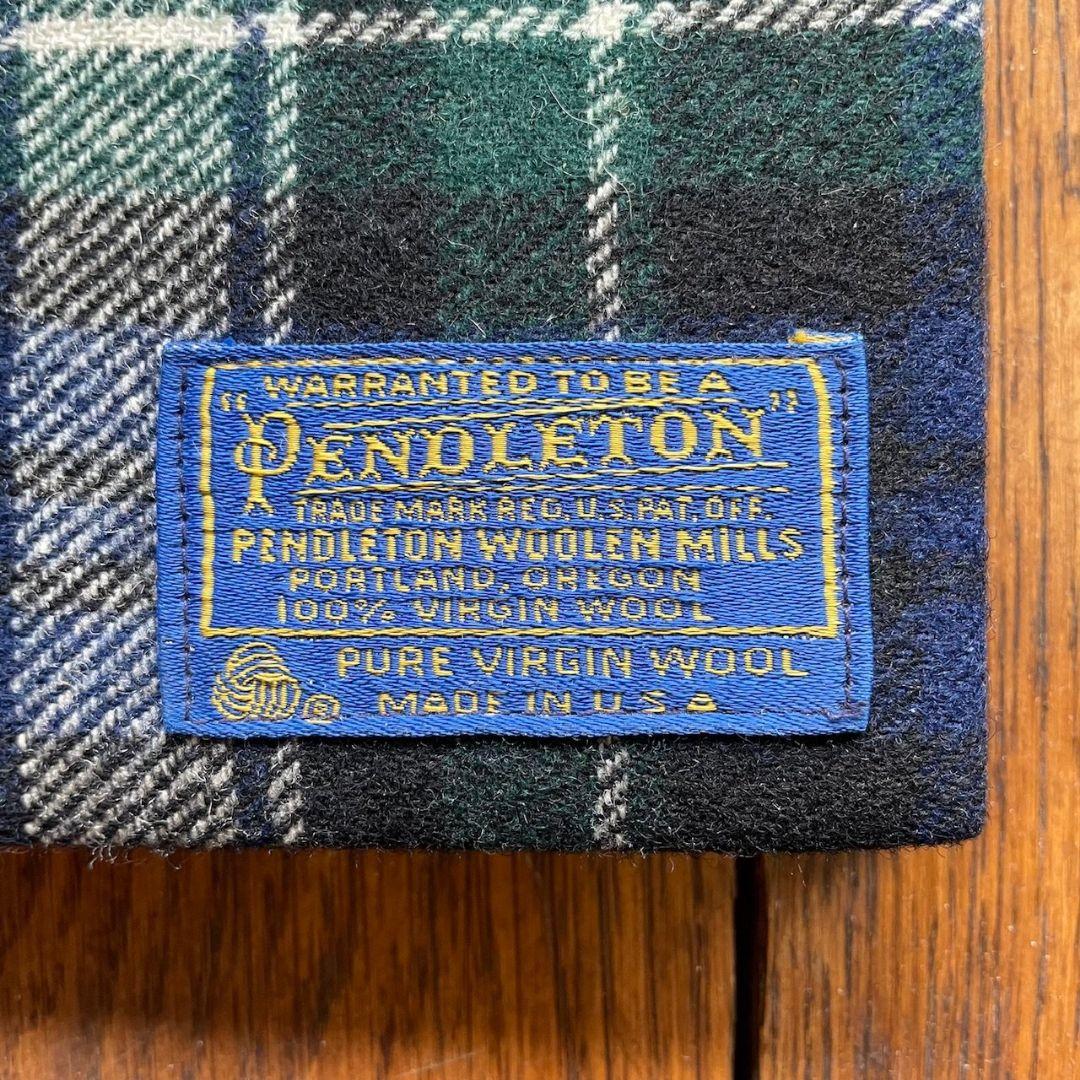 WARRANTED TO BE A
"PENDLETON"
TRADE MARK REG. U.S. PAT. OFF.
PENDLETON WOOLEN MILLS
PORTLAND, OREGON
100% VIRGIN WOOL
PURE VIRGIN WOOL
® MADE IN U.S.A